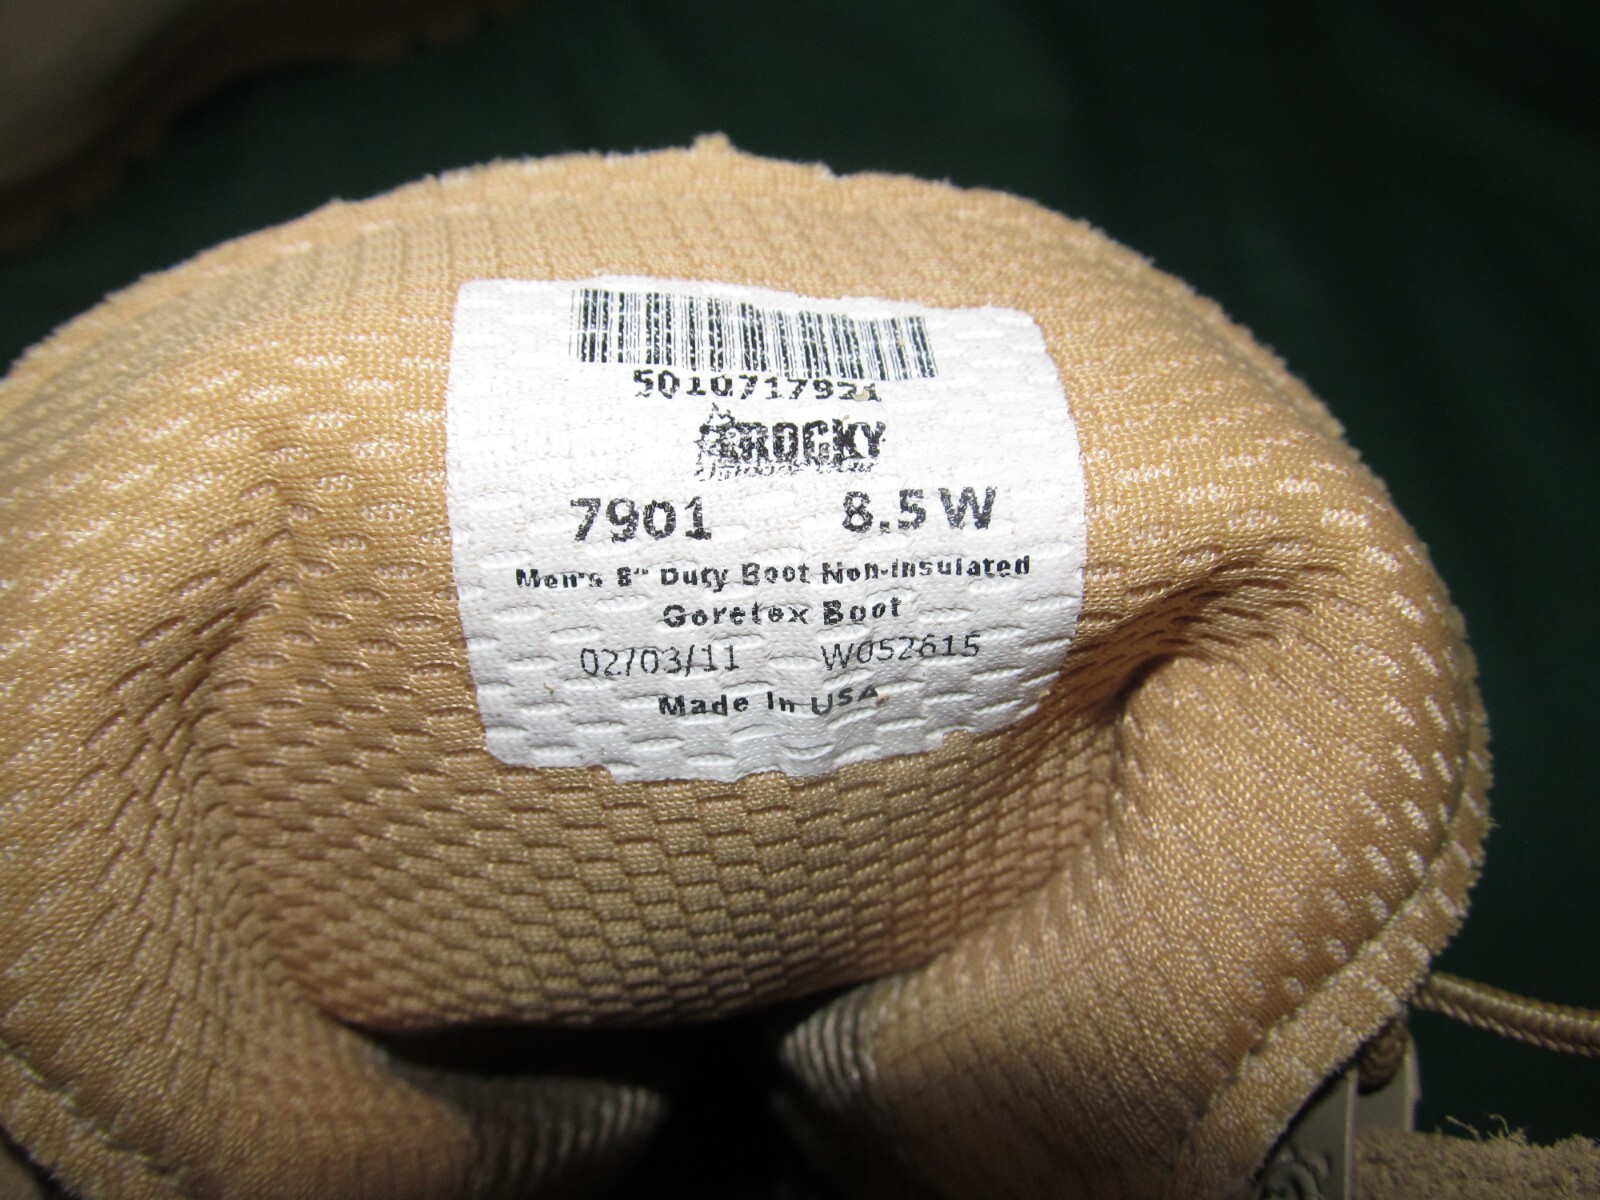 5010717921
ROCKY
7901 8.5 W
Men's 8" Duty Boot Non-Insulated
Goretex Boot
02/03/11 W052615
Made In USA